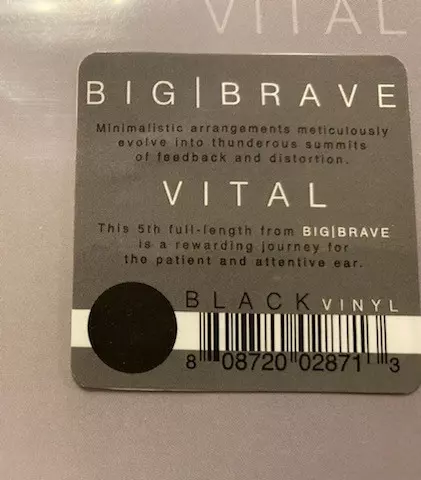 VITAL
BIG|BRAVE
Minimalistic arrangements meticulously
evolve into thunderous summits
of feedback and distortion.
VITAL
This 5th full-length from BIG|BRAVE
is a rewarding journey for
the patient and attentive ear.
BLACK VINYL
8 08720 02871 3